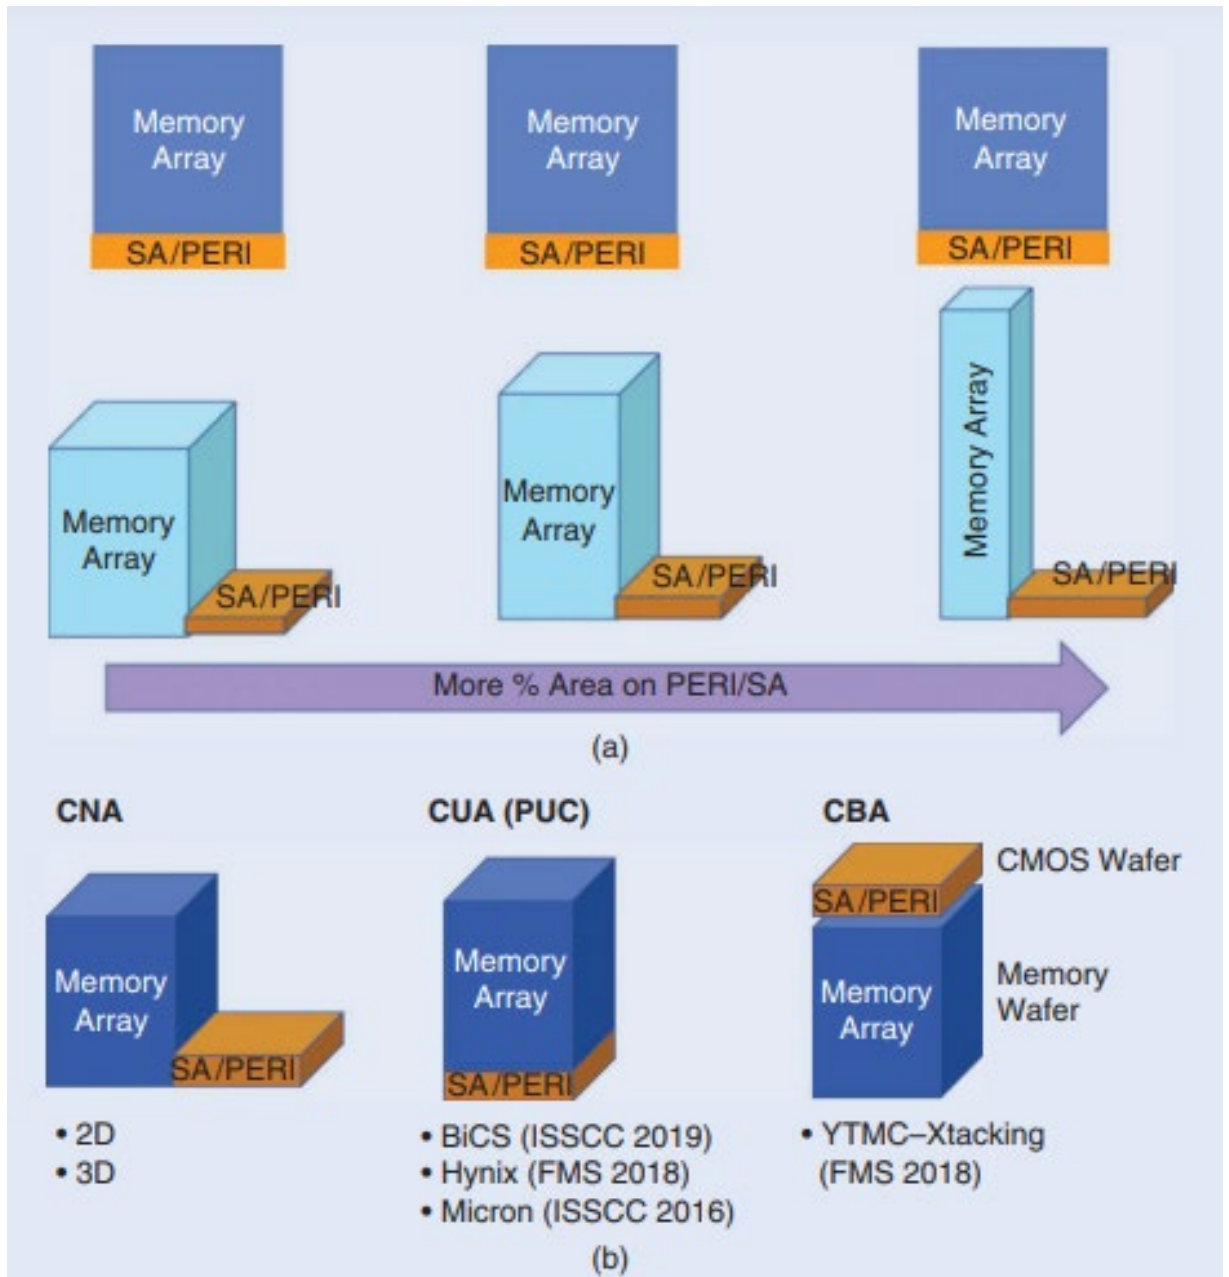 Memory
Array
SA/PERI
Memory
Array
SA/PERI
Memory
Array
SA/PERI
Memory
Array
SA/PERI
Memory
Array
SA/PERI
Memory Array
SA/PERI
More % Area on PERI/SA
(a)
CNA
Memory
Array
SA/PERI
• 2D
• 3D
CUA (PUC)
Memory
Array
SA/PERI
• BiCS (ISSCC 2019)
• Hynix (FMS 2018)
• Micron (ISSCC 2016)
CBA
SA/PERI
CMOS Wafer
Memory
Array
Memory
Wafer
• YTMC–Xtacking
(FMS 2018)
(b)